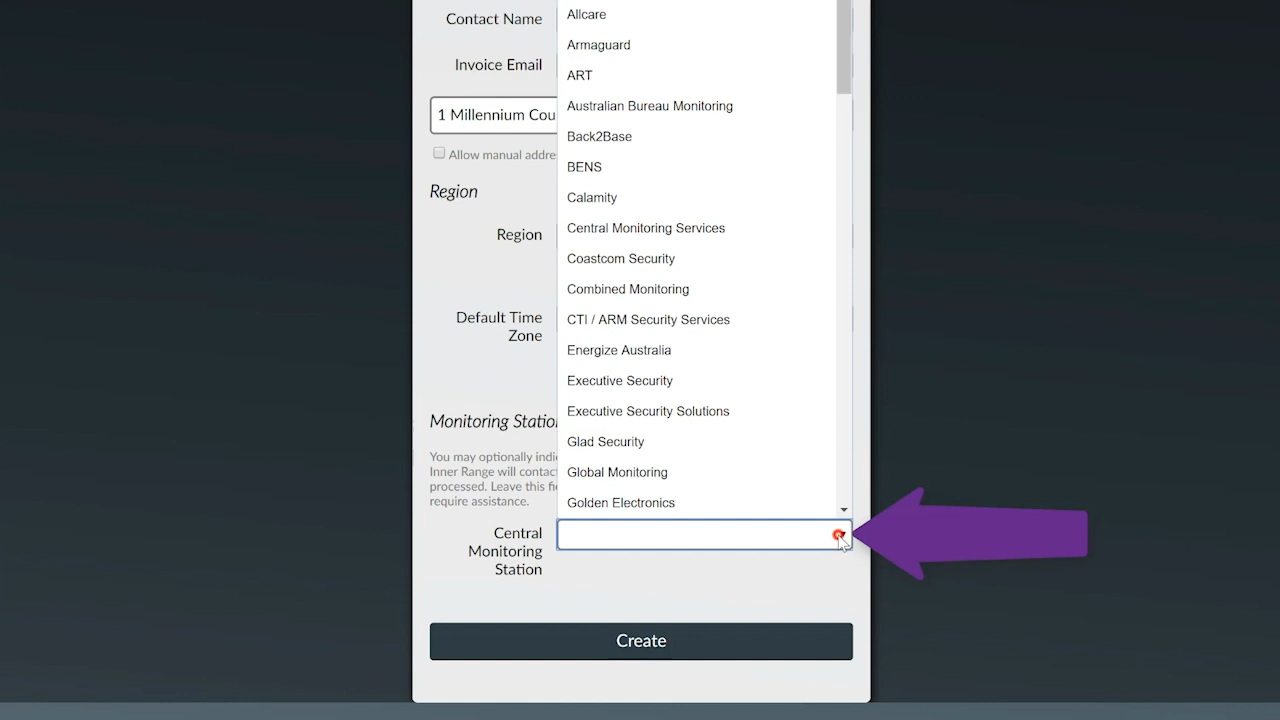 Contact Name
Invoice Email
1 Millennium Cou
Allow manual addre
Region
Region
Default Time
Zone
Monitoring Statio
You may optionally indi
Inner Range will contac
processed. Leave this fi
require assistance.
Central
Monitoring
Station
Allcare
Armaguard
ART
Australian Bureau Monitoring
Back2Base
BENS
Calamity
Central Monitoring Services
Coastcom Security
Combined Monitoring
CTI / ARM Security Services
Energize Australia
Executive Security
Executive Security Solutions
Glad Security
Global Monitoring
Golden Electronics
Create